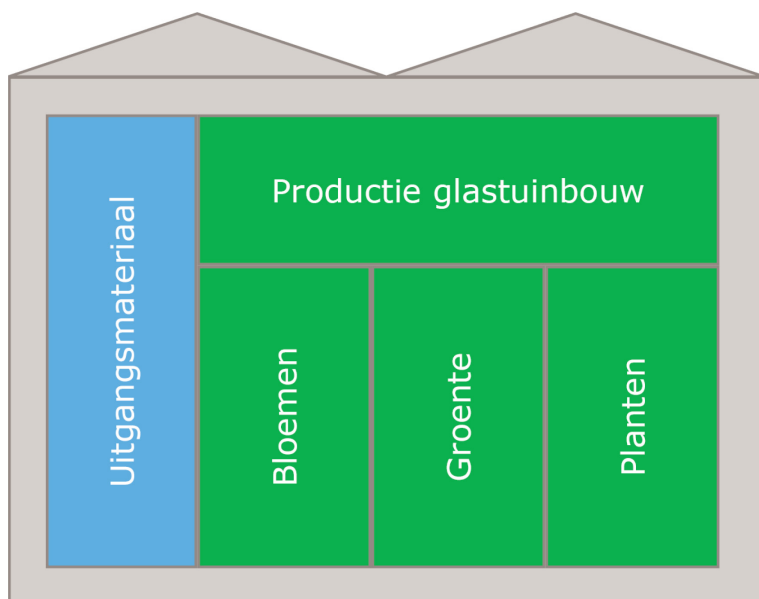 Uitgangsmateriaal
Productie glastuinbouw
Bloemen
Groente
Planten